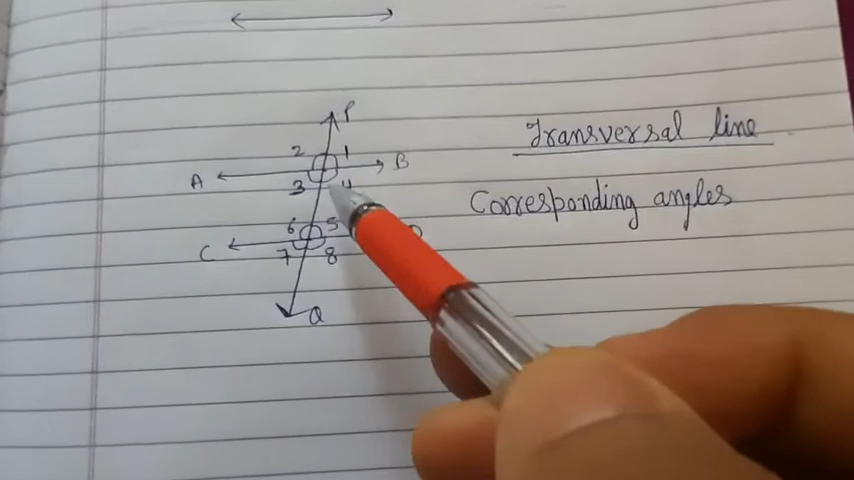 P
2 1
A B
3 4
6 5
C D
7 8
Q
Transversal line
Corresponding angles